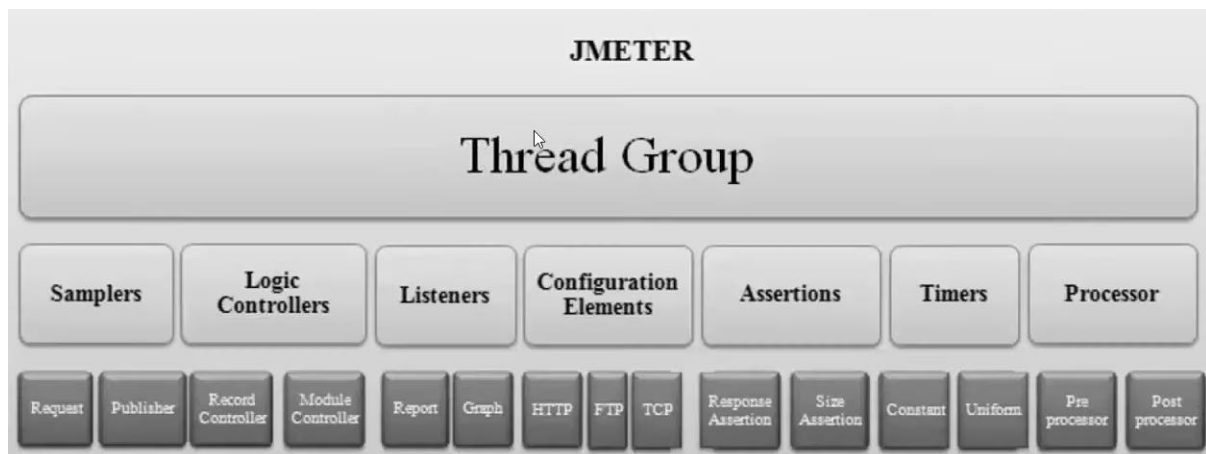 JMETER
Thread Group
Samplers
Logic
Controllers
Listeners
Configuration
Elements
Assertions
Timers
Processor
Request
Publisher
Record
Controller
Module
Controller
Report
Graph
HTTP
FTP
TCP
Response
Assertion
Size
Assertion
Constant
Uniform
Pre
processor
Post
processor